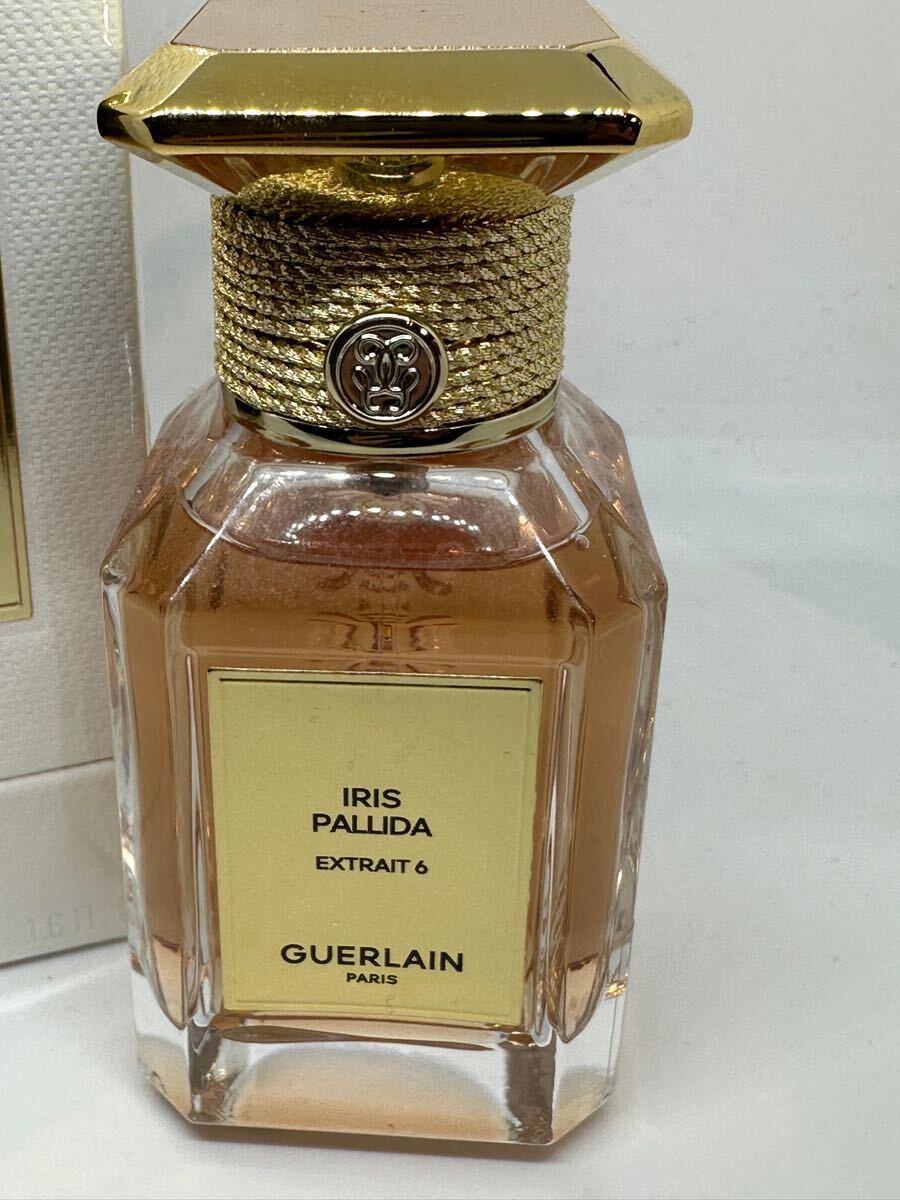 IRIS
PALLIDA
EXTRAIT 6
GUERLAIN
PARIS